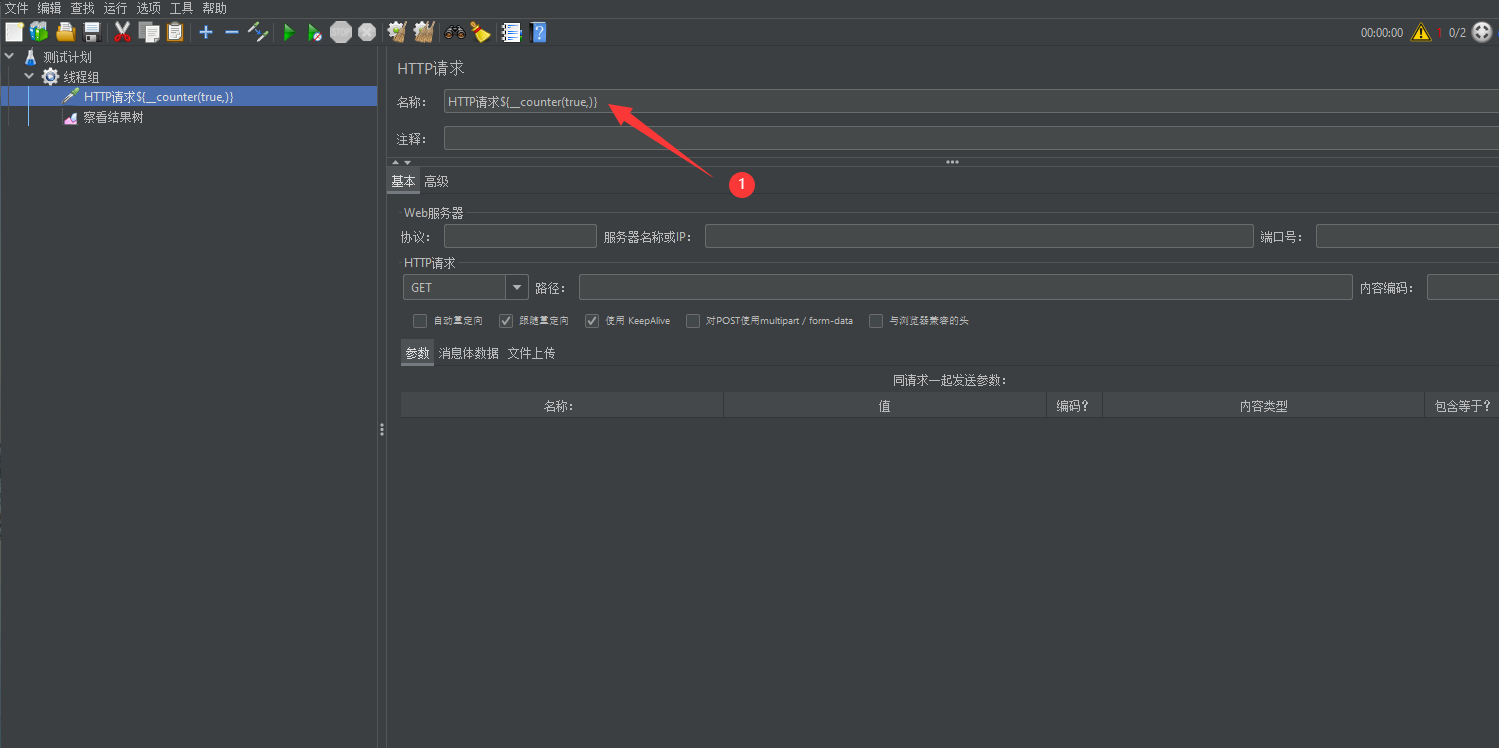 文件 编辑 查找 运行 选项 工具 帮助
STOP
00:00:00 1 0/2
测试计划
线程组
HTTP请求${__counter(true,)}
察看结果树
HTTP请求
名称： HTTP请求${__counter(true,)}
注释：
1
基本 高级
Web服务器
协议： 服务器名称或IP： 端口号：
HTTP请求
GET 路径： 内容编码：
自动重定向 跟随重定向 使用 KeepAlive 对POST使用multipart / form-data 与浏览器兼容的头
参数 消息体数据 文件上传
同请求一起发送参数：
名称： 值 编码？ 内容类型 包含等于？